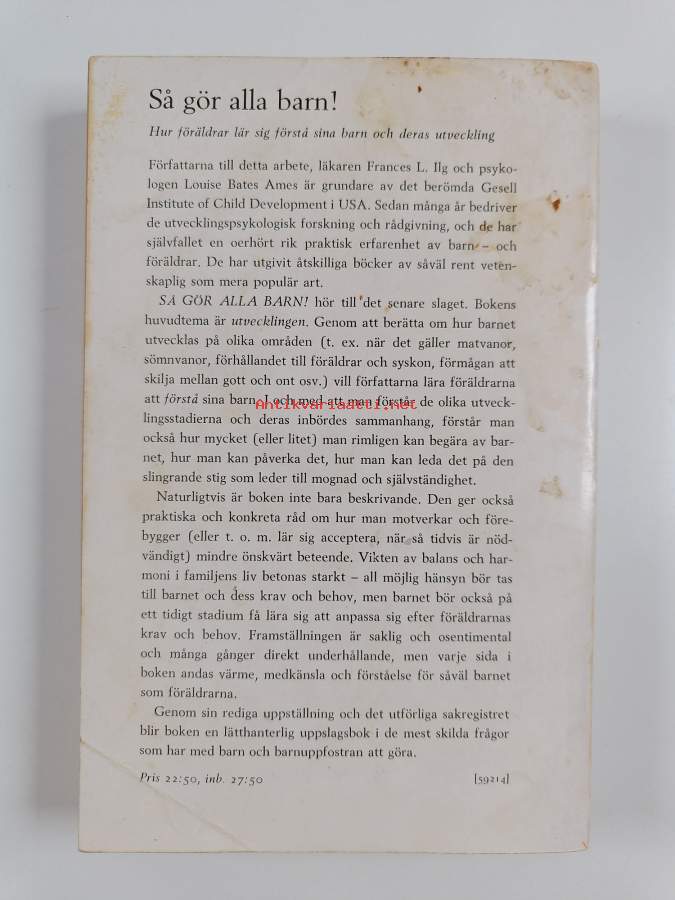 Så gör alla barn!
Hur föräldrar lär sig förstå sina barn och deras utveckling
Författarna till detta arbete, läkaren Frances L. Ilg och psyko-
logen Louise Bates Ames är grundare av det berömda Gesell
Institute of Child Development i USA. Sedan många år bedriver
de utvecklingspsykologisk forskning och rådgivning, och de har
självfallet en oerhört rik praktisk erfarenhet av barn – och
föräldrar. De har utgivit åtskilliga böcker av såväl rent veten-
skaplig som mera populär art.
SÅ GÖR ALLA BARN! hör till det senare slaget. Bokens
huvudtema är utvecklingen. Genom att berätta om hur barnet
utvecklas på olika områden (t. ex. när det gäller matvanor,
sömnvanor, förhållandet till föräldrar och syskon, förmågan att
skilja mellan gott och ont osv.) vill författarna lära föräldrarna
att förstå sina barn. I och med att man förstår de olika utveck-
Antikvariaatti.net
lingsstadierna och deras inbördes sammanhang, förstår man
också hur mycket (eller litet) man rimligen kan begära av bar-
net, hur man kan påverka det, hur man kan leda det på den
slingrande stig som leder till mognad och självständighet.
Naturligtvis är boken inte bara beskrivande. Den ger också
praktiska och konkreta råd om hur man motverkar och före-
bygger (eller t. o. m. lär sig acceptera, när så tidvis är nöd-
vändigt) mindre önskvärt beteende. Vikten av balans och har-
moni i familjens liv betonas starkt – all möjlig hänsyn bör tas
till barnet och dess krav och behov, men barnet bör också på
ett tidigt stadium få lära sig att anpassa sig efter föräldrarnas
krav och behov. Framställningen är saklig och osentimental
och många gånger direkt underhållande, men varje sida i
boken andas värme, medkänsla och förståelse för såväl barnet
som föräldrarna.
Genom sin rediga uppställning och det utförliga sakregistret
blir boken en lätthanterlig uppslagsbok i de mest skilda frågor
som har med barn och barnuppfostran att göra.
Pris 22:50, inb. 27:50 [59214]